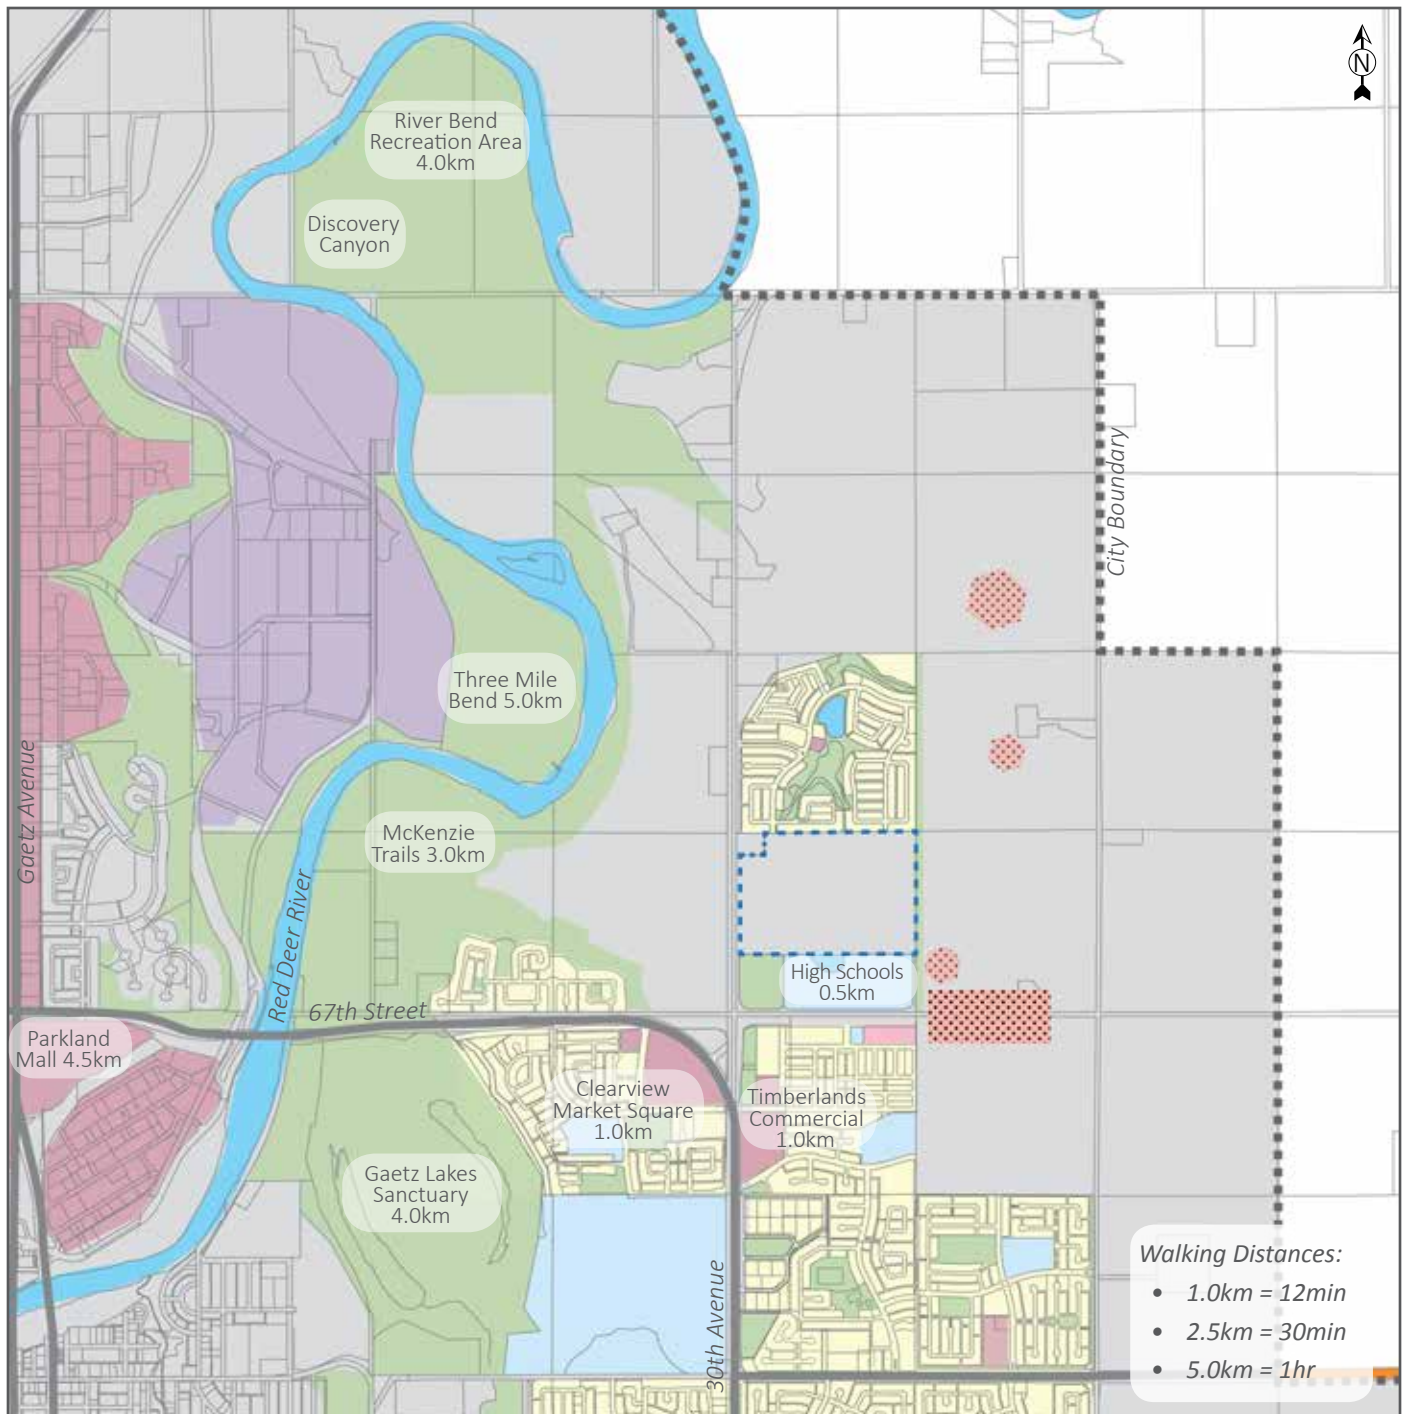 N
River Bend
Recreation Area
4.0km
Discovery
Canyon
City Boundary
Three Mile
Bend 5.0km
Gaetz Avenue
McKenzie
Trails 3.0km
Red Deer River
High Schools
0.5km
67th Street
Parkland
Mall 4.5km
Clearview
Market Square
1.0km
Timberlands
Commercial
1.0km
Gaetz Lakes
Sanctuary
4.0km
30th Avenue
Walking Distances:
• 1.0km = 12min
• 2.5km = 30min
• 5.0km = 1hr